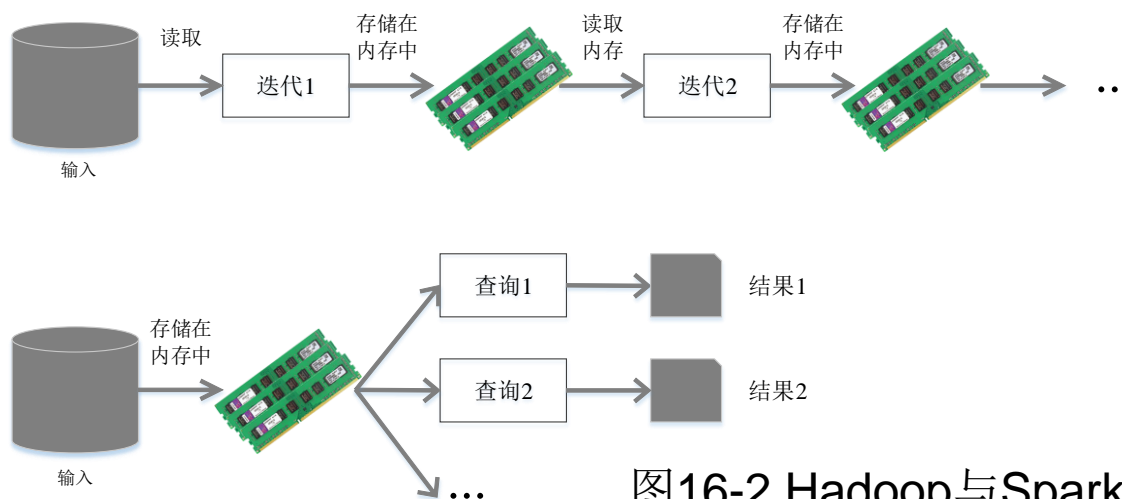 读取
存储在
内存中
读取
内存
存储在
内存中
迭代1
迭代2
..
输入
查询1
结果1
存储在
内存中
查询2
结果2
输入
...
图16-2 Hadoop与Spark